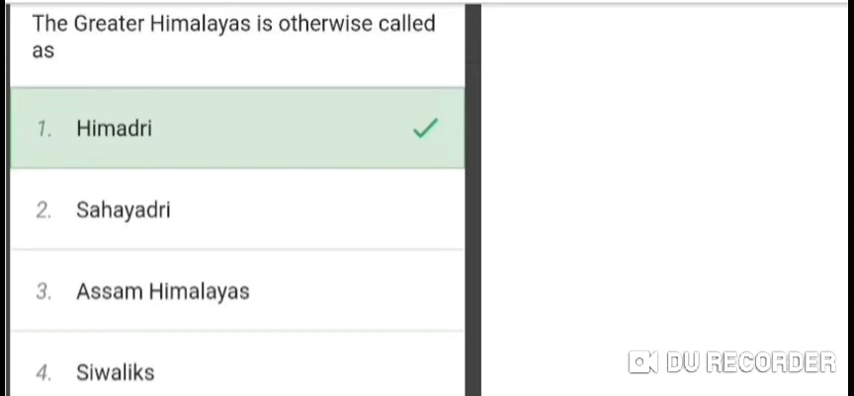 The Greater Himalayas is otherwise called
as
1. Himadri
2. Sahayadri
3. Assam Himalayas
4. Siwaliks
DU RECORDER